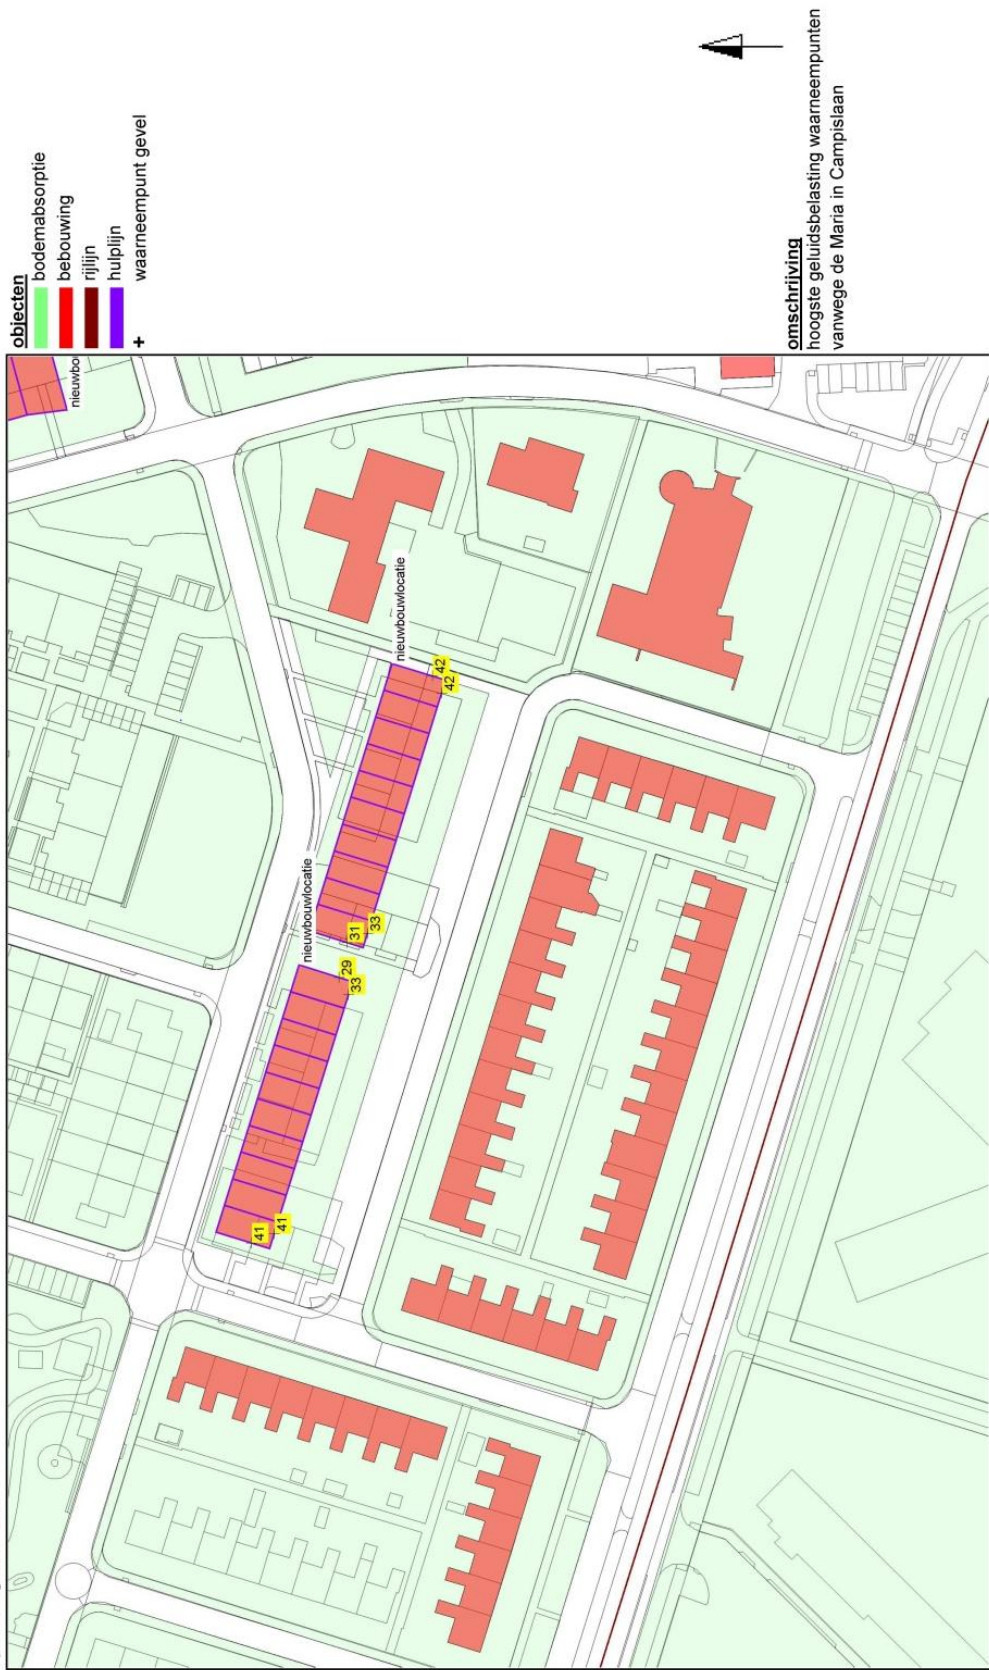 objecten
bodemabsorptie
bebouwing
rijlijn
hulplijn
+ waarneempunt gevel
omschrijving
hoogste geluidsbelasting waarneempunten
vanwege de Maria in Campislaan
nieuwbou
nieuwbouwlocatie
42
42
nieuwbouwlocatie
31
33
29
33
41
41